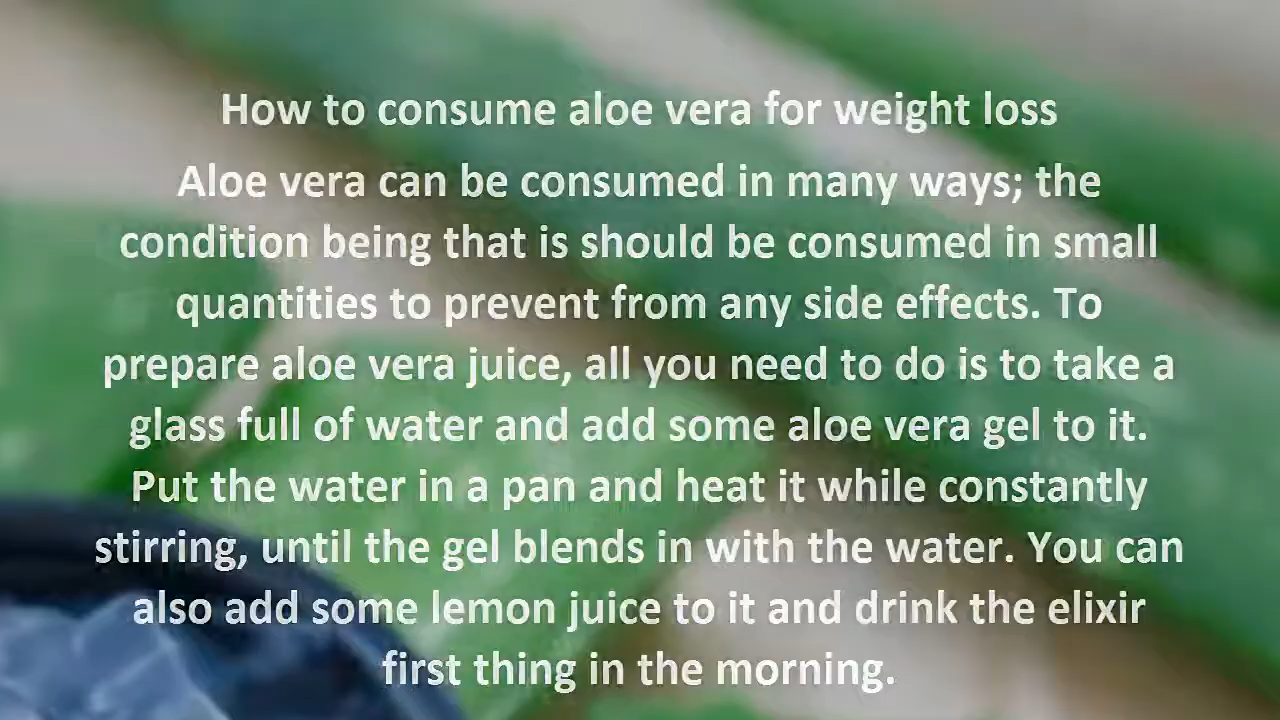 How to consume aloe vera for weight loss
Aloe vera can be consumed in many ways; the
condition being that is should be consumed in small
quantities to prevent from any side effects. To
prepare aloe vera juice, all you need to do is to take a
glass full of water and add some aloe vera gel to it.
Put the water in a pan and heat it while constantly
stirring, until the gel blends in with the water. You can
also add some lemon juice to it and drink the elixir
first thing in the morning.